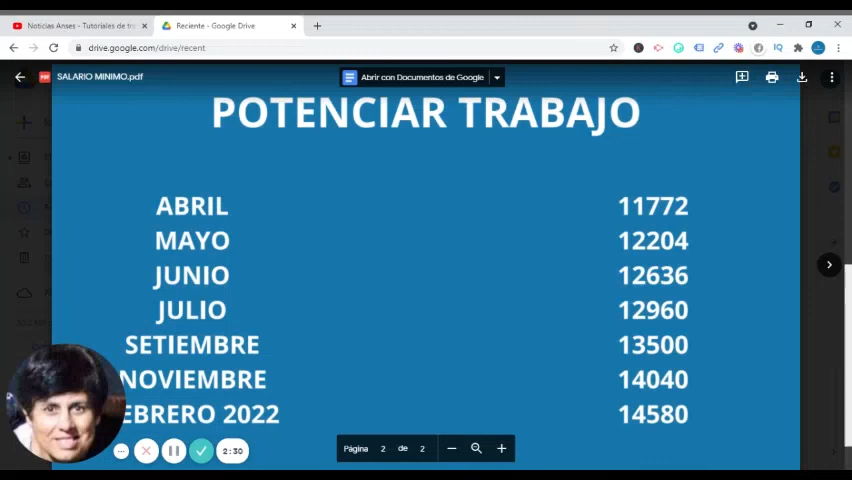 Noticias Anses - Tutoriales de tra
Reciente - Google Drive
drive.google.com/drive/recent
SALARIO MINIMO.pdf
Abrir con Documentos de Google
POTENCIAR TRABAJO
ABRIL 11772
MAYO 12204
JUNIO 12636
JULIO 12960
SETIEMBRE 13500
NOVIEMBRE 14040
EBRERO 2022 14580
2:30
Página 2 de 2